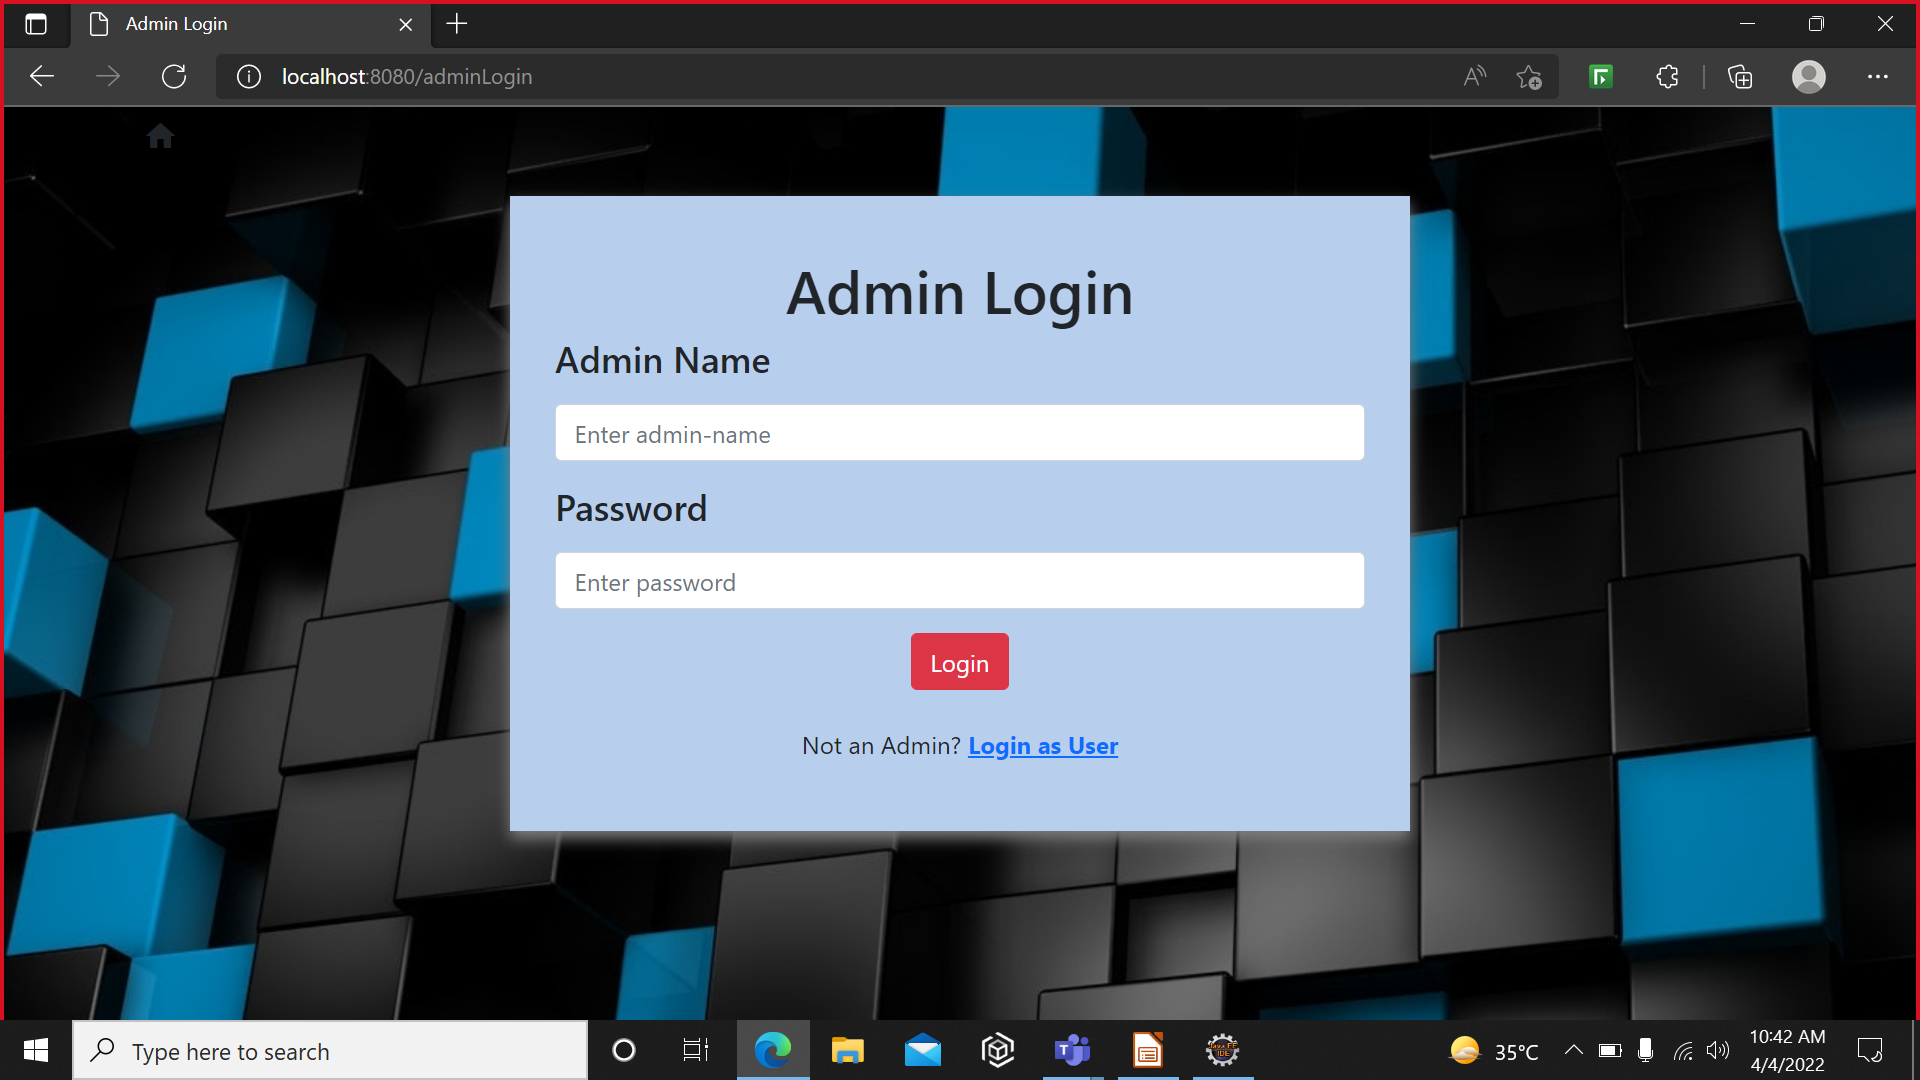 Admin Login
localhost:8080/adminLogin
Admin Login
Admin Name
Enter admin-name
Password
Enter password
Login
Not an Admin? Login as User
Type here to search
35°C
10:42 AM
4/4/2022